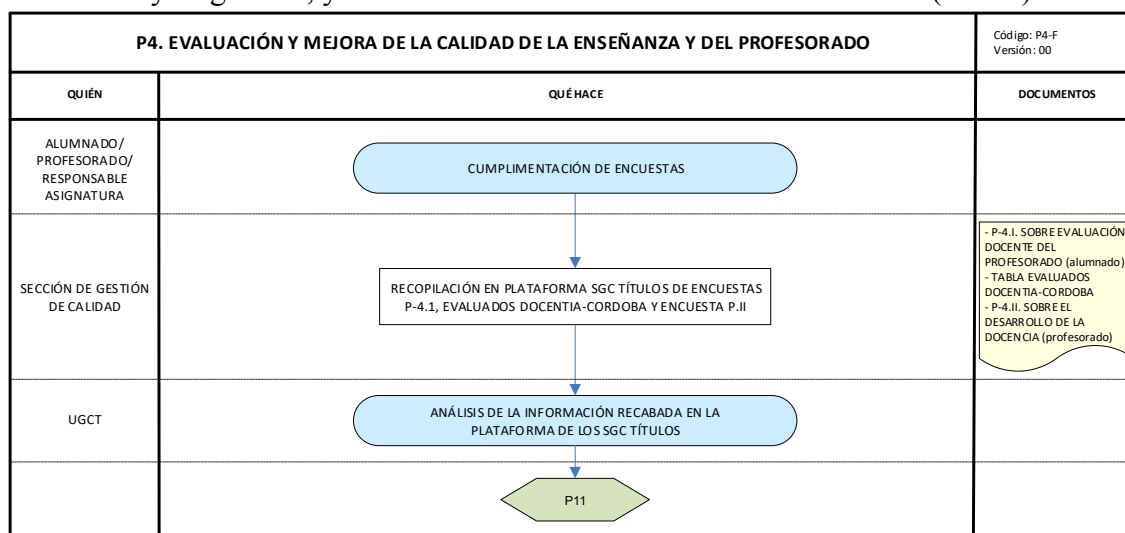 P4. EVALUACIÓN Y MEJORA DE LA CALIDAD DE LA ENSEÑANZA Y DEL PROFESORADO
Código: P4-F
Versión: 00
QUIÉN
QUÉ HACE
DOCUMENTOS
ALUMNADO/
PROFESORADO/
RESPONSABLE
ASIGNATURA
CUMPLIMENTACIÓN DE ENCUESTAS
SECCIÓN DE GESTIÓN
DE CALIDAD
RECOPILACIÓN EN PLATAFORMA SGC TÍTULOS DE ENCUESTAS
P-4.1, EVALUADOS DOCENTIA-CORDOBA Y ENCUESTA P.II
- P-4.I. SOBRE EVALUACIÓN
DOCENTE DEL
PROFESORADO (alumnado)
- TABLA EVALUADOS
DOCENTIA-CORDOBA
- P-4.II. SOBRE EL
DESARROLLO DE LA
DOCENCIA (profesorado)
UGCT
ANÁLISIS DE LA INFORMACIÓN RECABADA EN LA
PLATAFORMA DE LOS SGC TÍTULOS
P11